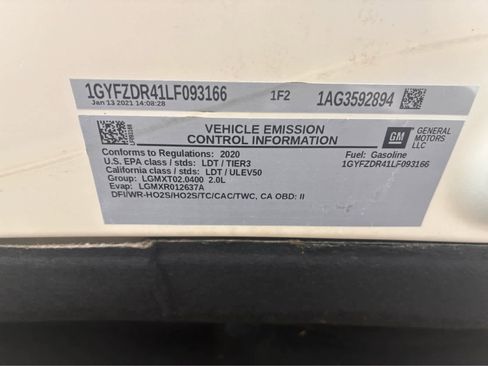 1GYFZDR41LF093166 1F2 1AG3592894
Jan 13 2021 14:08:28
LF093166
VEHICLE EMISSION
CONTROL INFORMATION
GM GENERAL
MOTORS
LLC
Conforms to Regulations: 2020
Fuel: Gasoline
U.S. EPA class / stds: LDT / TIER3
1GYFZDR41LF093166
California class / stds: LDT / ULEV50
Group: LGMXT02.0400 2.0L
Evap: LGMXR012637A
DFI/WR-HO2S/HO2S/TC/CAC/TWC, CA OBD: II